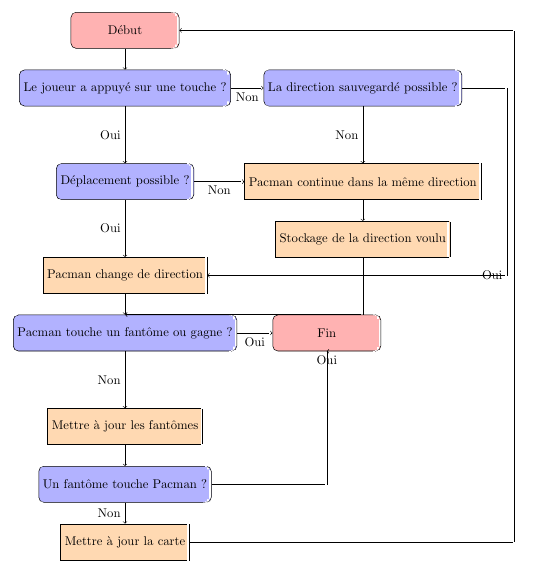 Début
Le joueur a appuyé sur une touche ?
Non
La direction sauvegardé possible ?
Oui
Non
Déplacement possible ?
Non
Pacman continue dans la même direction
Oui
Stockage de la direction voulu
Pacman change de direction
Oui
Pacman touche un fantôme ou gagne ?
Oui
Fin
Oui
Non
Mettre à jour les fantômes
Un fantôme touche Pacman ?
Non
Mettre à jour la carte